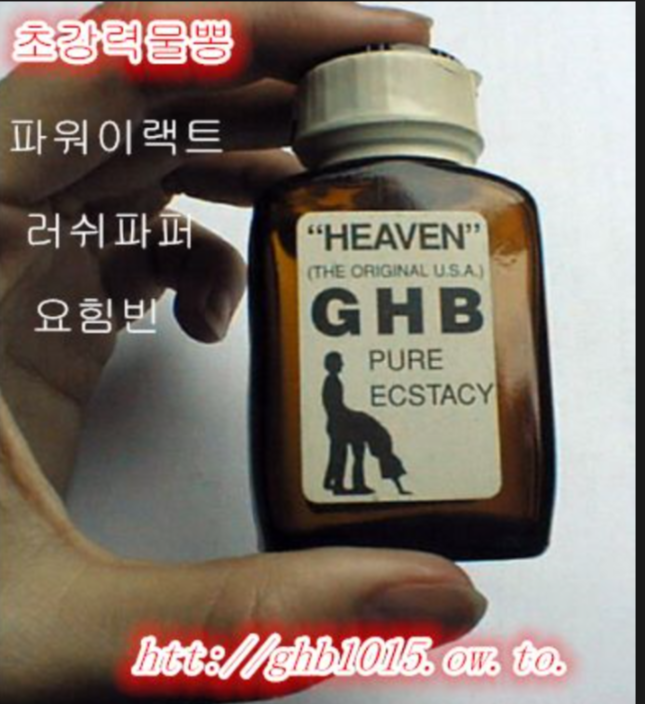 초강력물뽕
파워이랙트
러쉬파퍼
요힘빈
“HEAVEN”
(THE ORIGINAL U.S.A.)
GHB
PURE
ECSTACY
htt://ghb1015.ow.to.